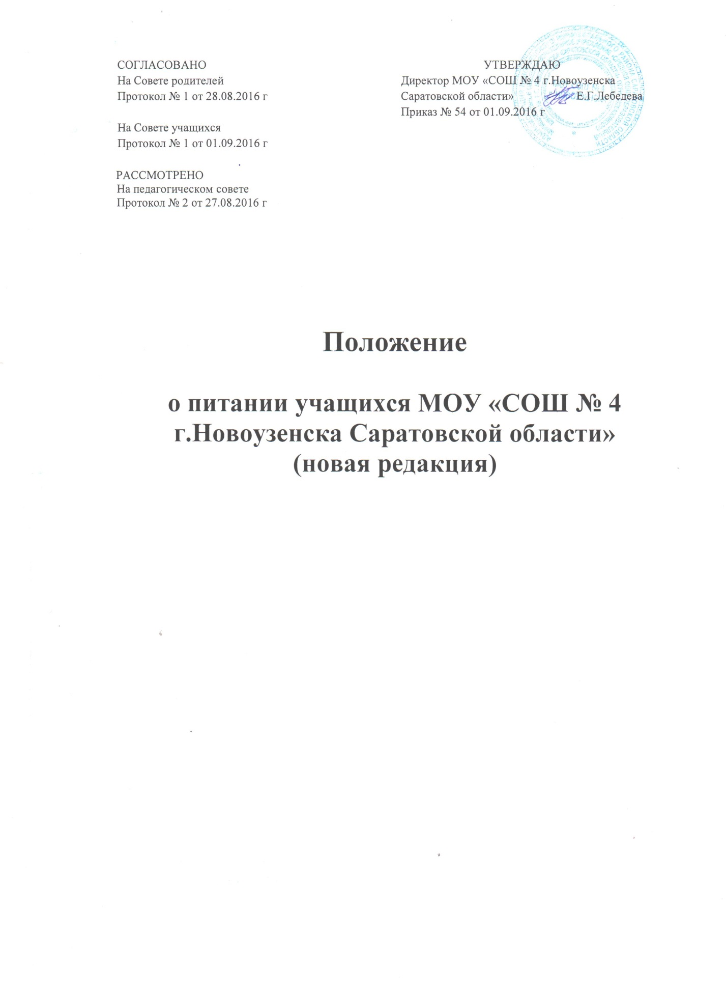 СОГЛАСОВАНО
На Совете родителей
Протокол № 1 от 28.08.2016 г
На Совете учащихся
Протокол № 1 от 01.09.2016 г
РАССМОТРЕНО
На педагогическом совете
Протокол № 2 от 27.08.2016 г
УТВЕРЖДАЮ
Директор МОУ «СОШ № 4 г.Новоузенска
Саратовской области» Е.Г.Лебедева
Приказ № 54 от 01.09.2016 г
Положение
о питании учащихся МОУ «СОШ № 4
г.Новоузенска Саратовской области»
(новая редакция)